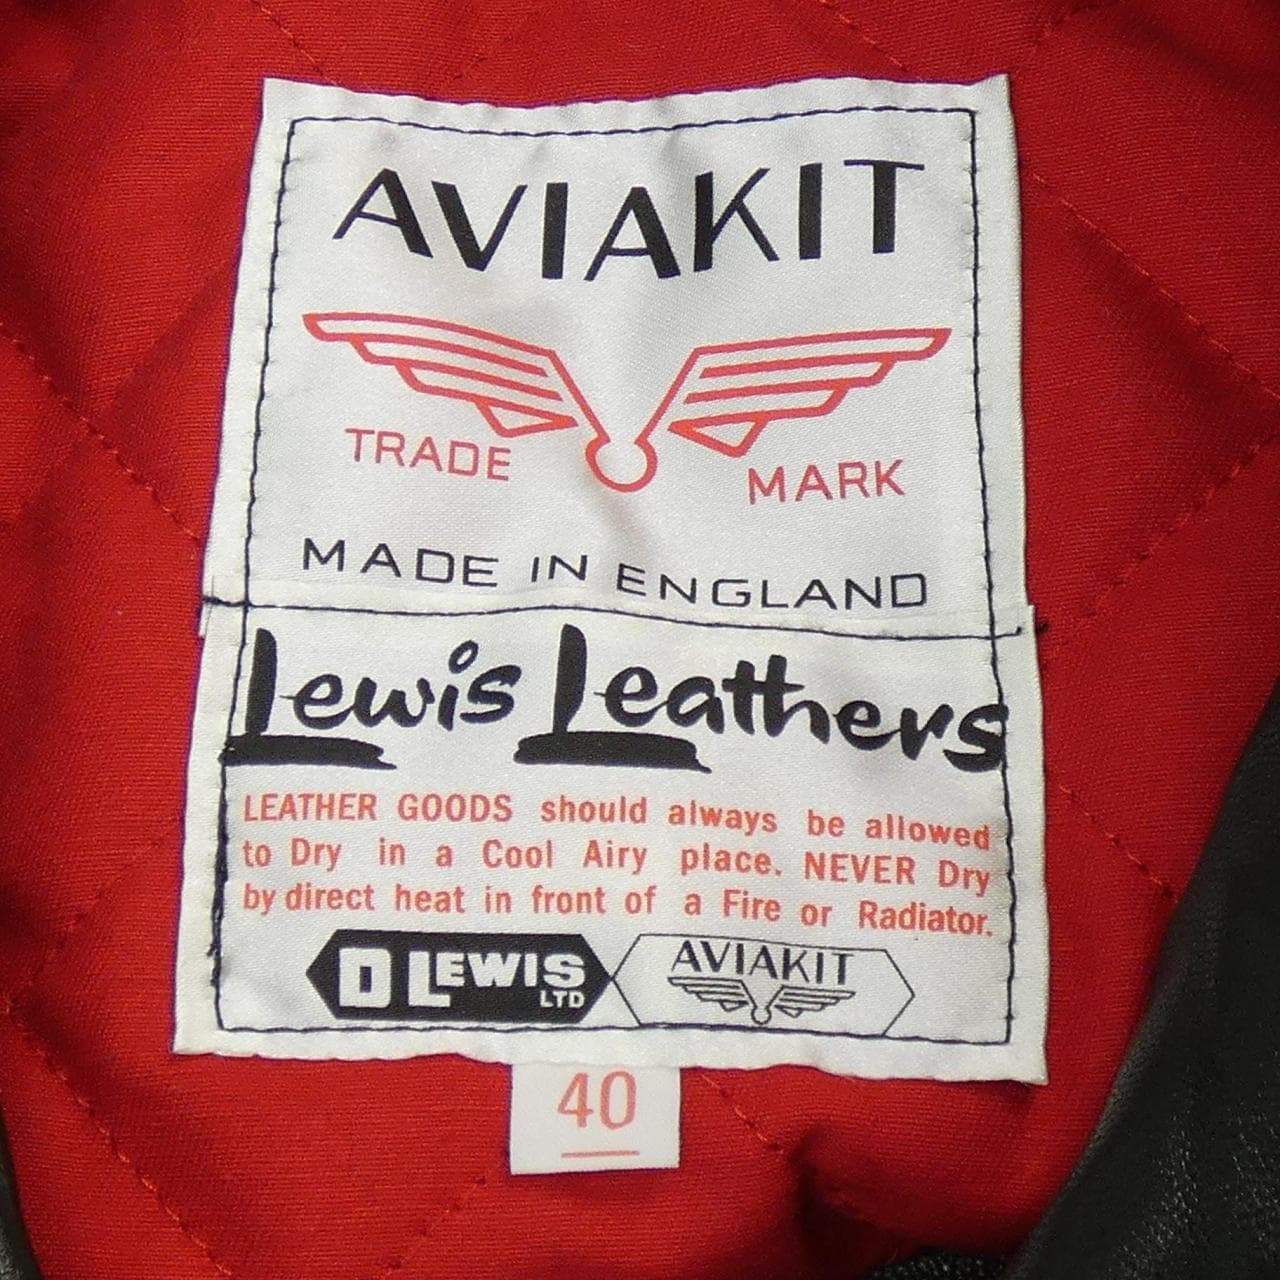 AVIAKIT
TRADE MARK
MADE IN ENGLAND
Lewis Leathers
LEATHER GOODS should always be allowed
to Dry in a Cool Airy place. NEVER Dry
by direct heat in front of a Fire or Radiator.
D LEWIS LTD AVIAKIT
40